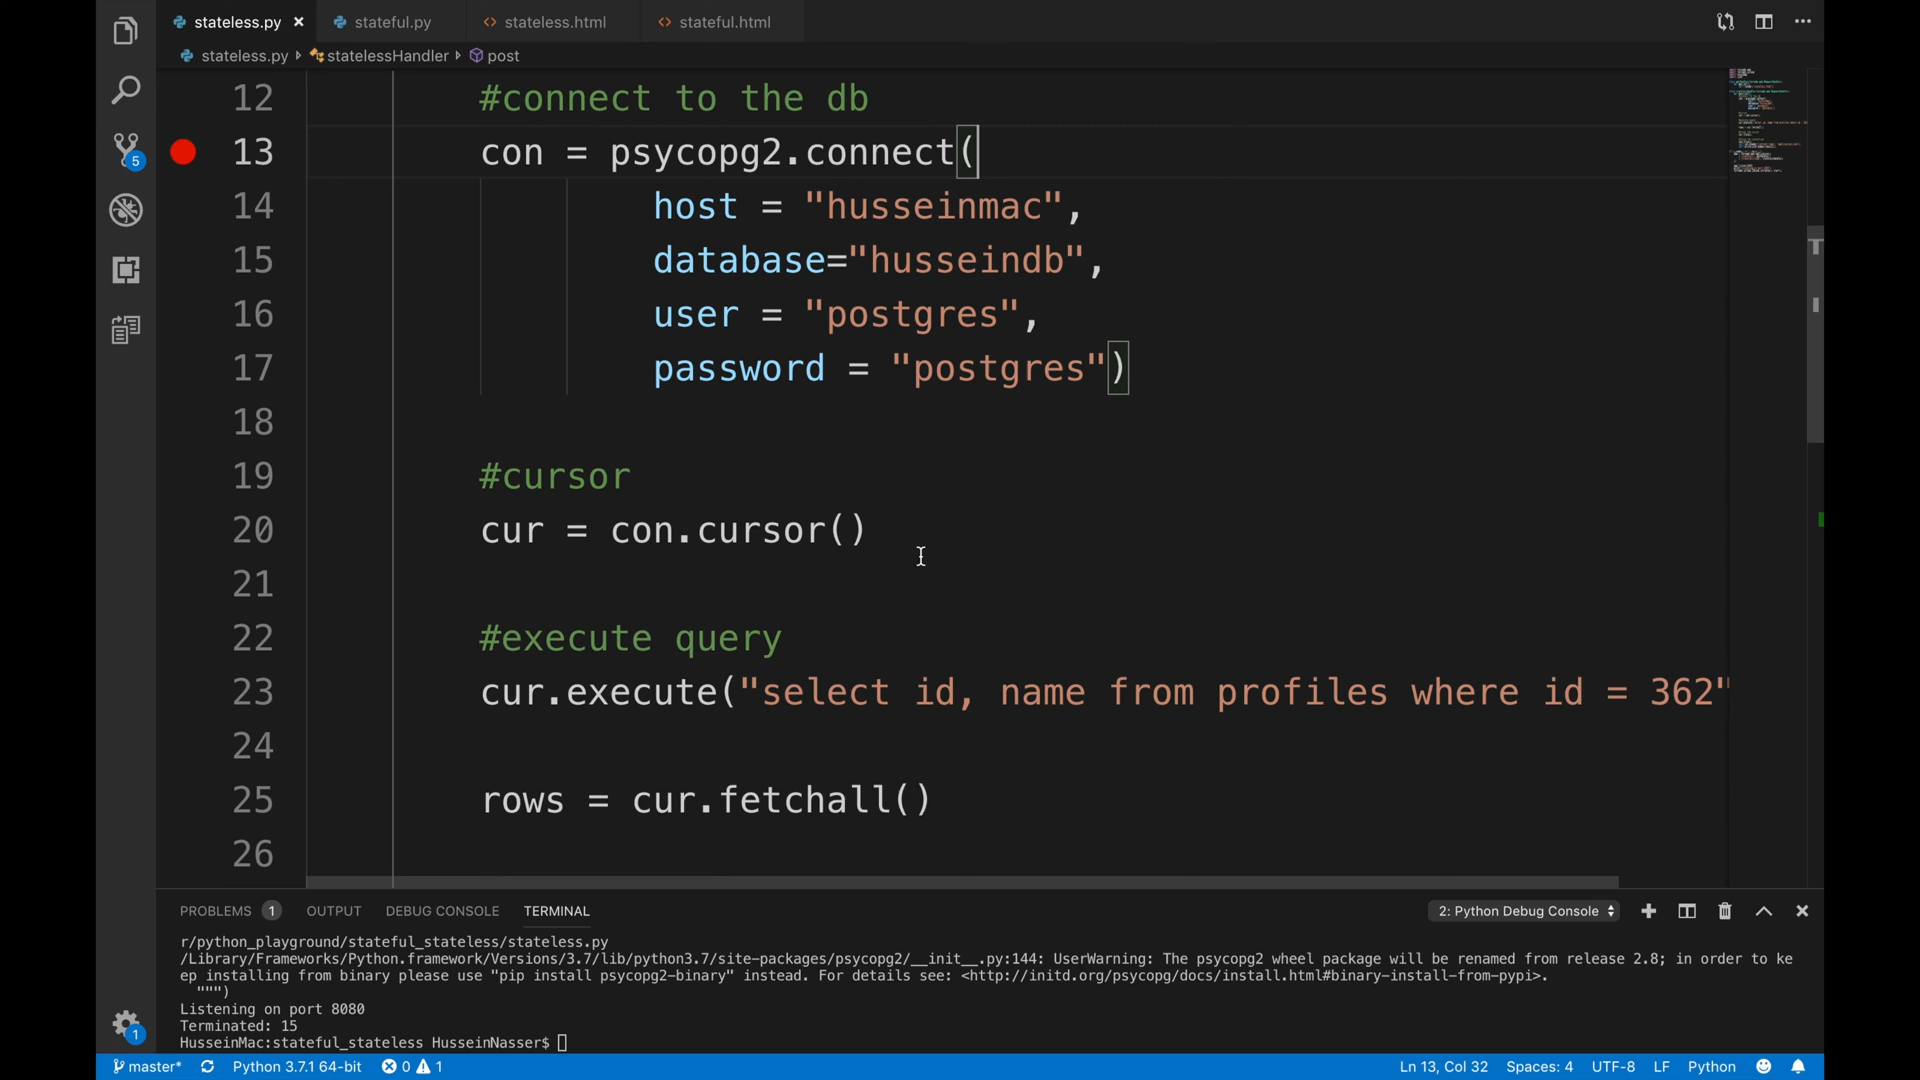 stateless.py
stateful.py
stateless.html
stateful.html
stateless.py
statelessHandler
post
12 #connect to the db
13 con = psycopg2.connect(
14 host = "husseinmac",
15 database="husseindb",
16 user = "postgres",
17 password = "postgres")
18
19 #cursor
20 cur = con.cursor()
21
22 #execute query
23 cur.execute("select id, name from profiles where id = 362"
24
25 rows = cur.fetchall()
26
5
1
PROBLEMS 1 OUTPUT DEBUG CONSOLE TERMINAL
2: Python Debug Console
r/python_playground/stateful_stateless/stateless.py
/Library/Frameworks/Python.framework/Versions/3.7/lib/python3.7/site-packages/psycopg2/__init__.py:144: UserWarning: The psycopg2 wheel package will be renamed from release 2.8; in order to ke
ep installing from binary please use "pip install psycopg2-binary" instead. For details see: <http://initd.org/psycopg/docs/install.html#binary-install-from-pypi>.
""")
Listening on port 8080
Terminated: 15
HusseinMac:stateful_stateless HusseinNasser$
master* Python 3.7.1 64-bit 0 1 Ln 13, Col 32 Spaces: 4 UTF-8 LF Python